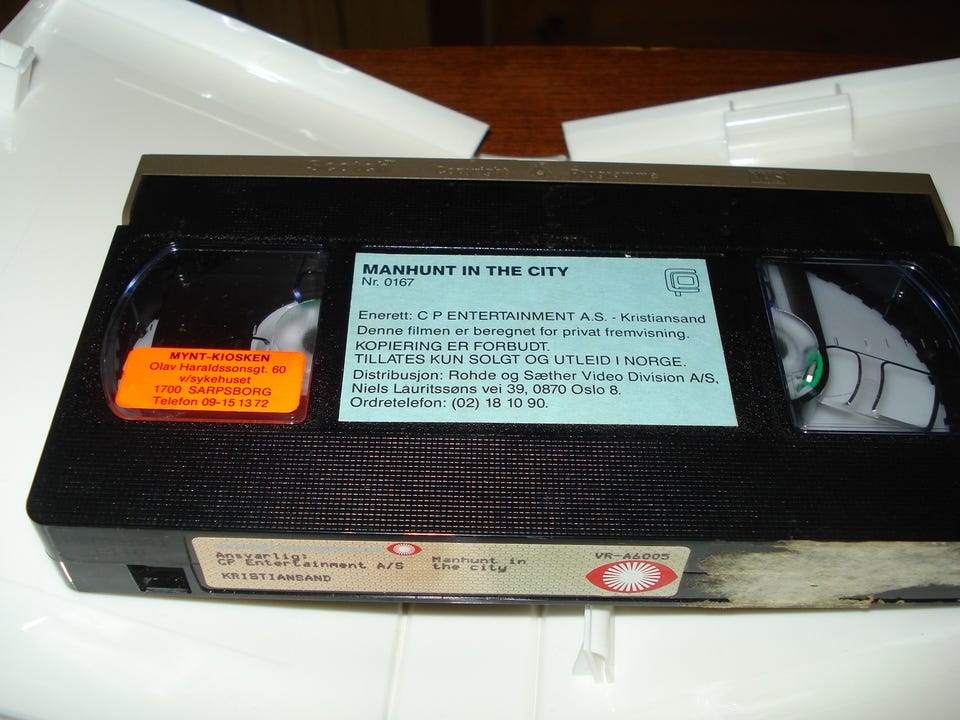 Copyright Programme
VHS
MANHUNT IN THE CITY
Nr. 0167
Enerett: C P ENTERTAINMENT A.S. - Kristiansand
Denne filmen er beregnet for privat fremvisning.
KOPIERING ER FORBUDT.
TILLATES KUN SOLGT OG UTLEID I NORGE.
Distribusjon: Rohde og Sæther Video Division A/S,
Niels Lauritssøns vei 39, 0870 Oslo 8.
Ordretelefon: (02) 18 10 90.
MYNT-KIOSKEN
Olav Haraldssonsgt. 60
v/sykehuset
1700 SARPSBORG
Telefon 09-15 13 72
Ansvarlig:
CP Entertainment A/S
KRISTIANSAND
Manhunt in
the city
VR-A6005